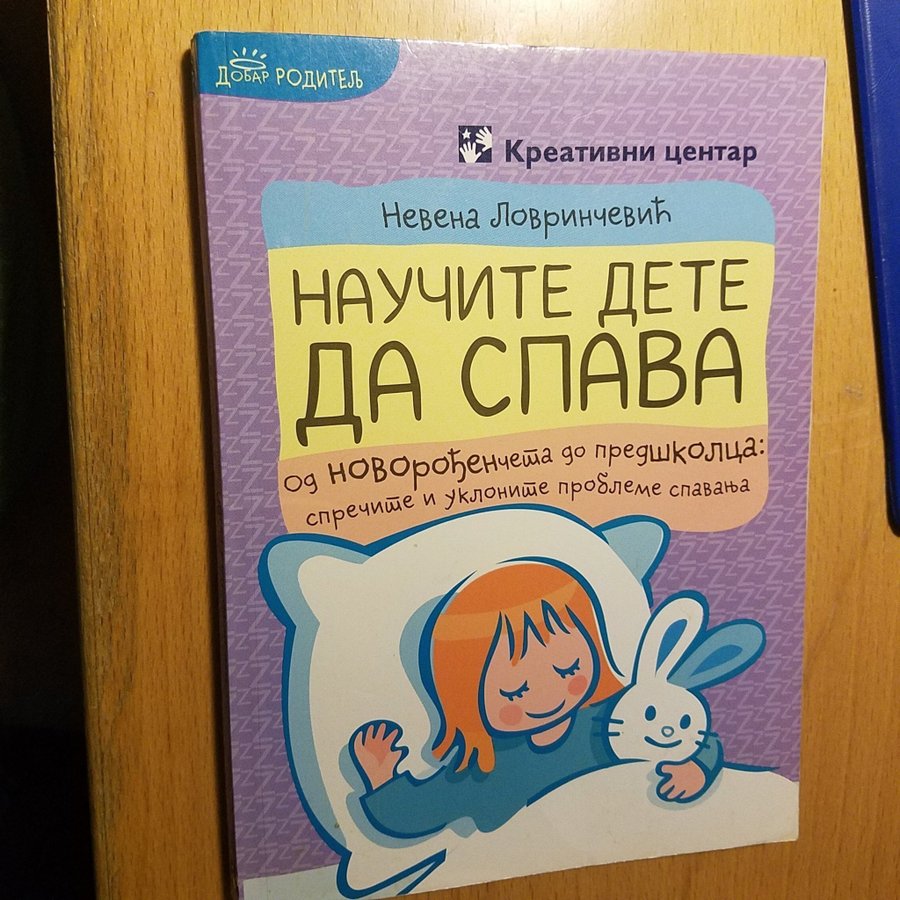 ДОБАР РОДИТЕЉ
Креативни центар
Невена Ловринчевић
НАУЧИТЕ ДЕТЕ
ДА СПАВА
од новорођенчета до предшколца:
спречите и уклоните проблеме спавања